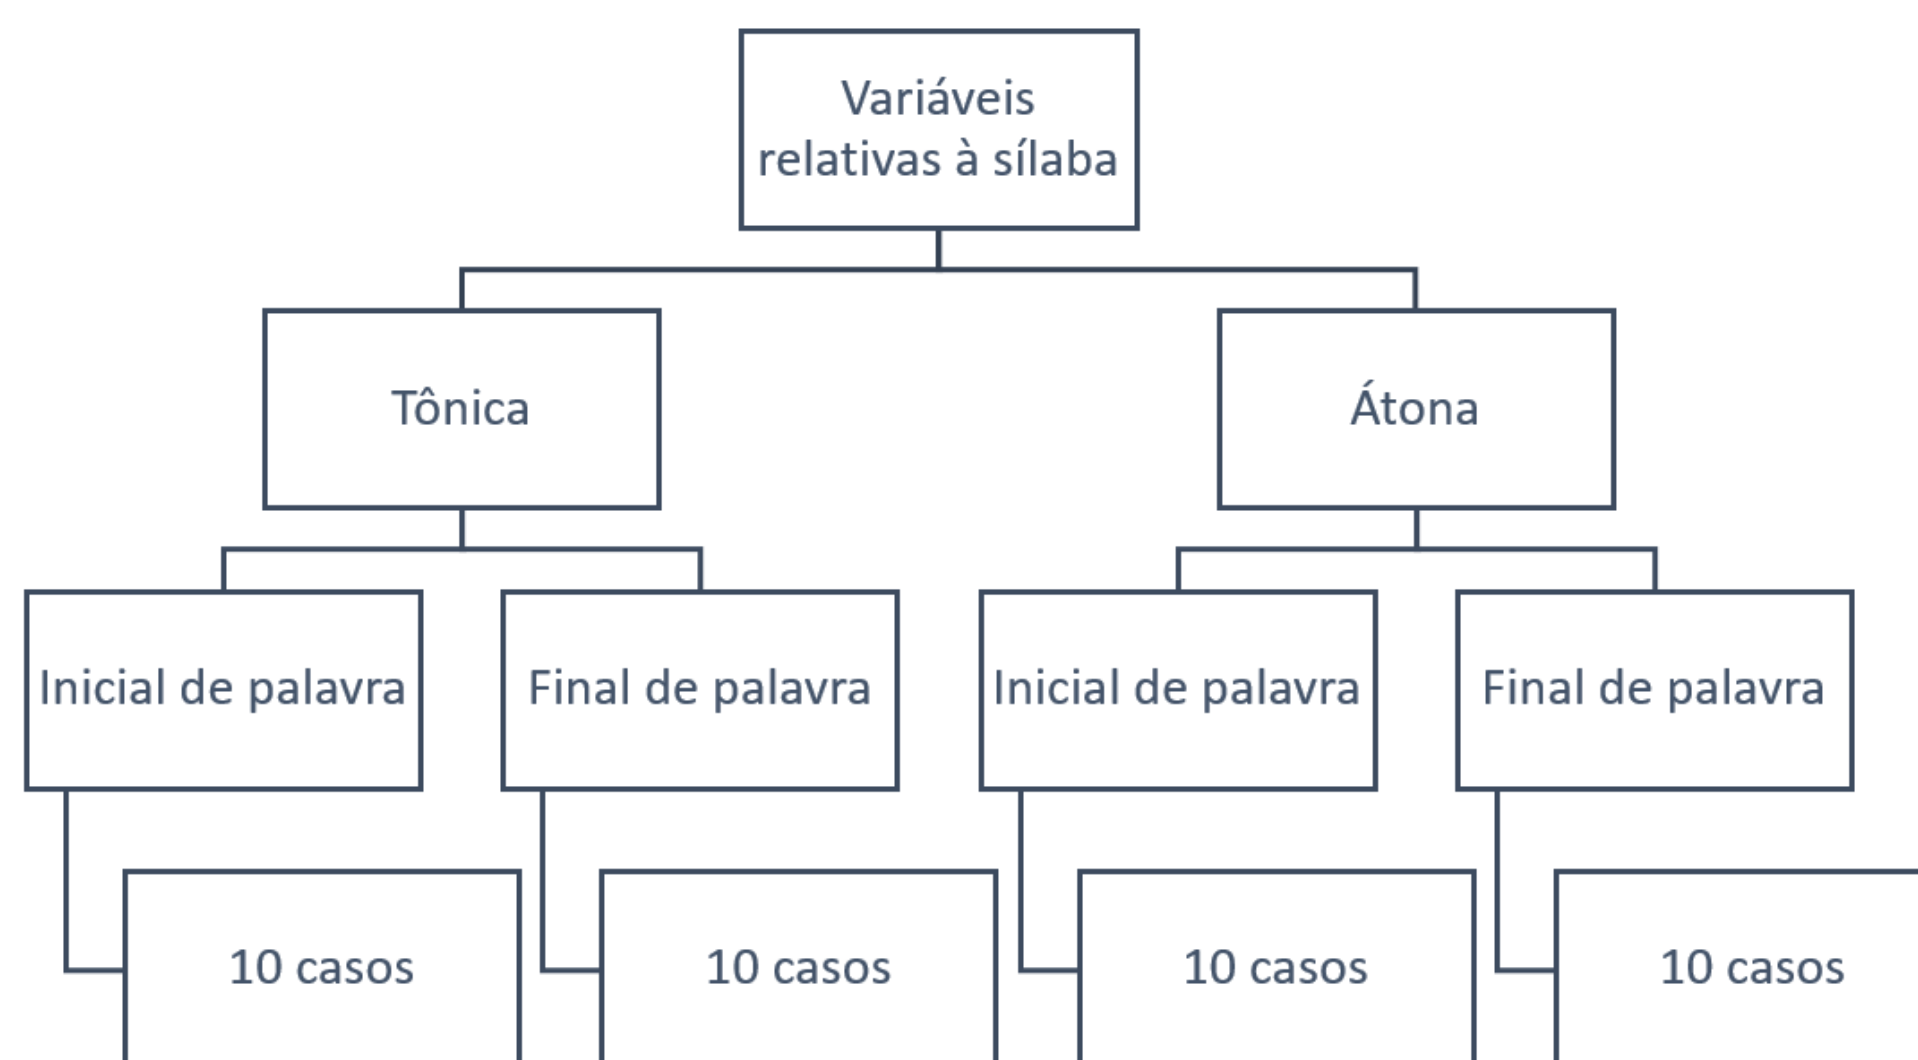 Variáveis
relativas à sílaba
Tônica
Átona
Inicial de palavra
Final de palavra
Inicial de palavra
Final de palavra
10 casos
10 casos
10 casos
10 casos